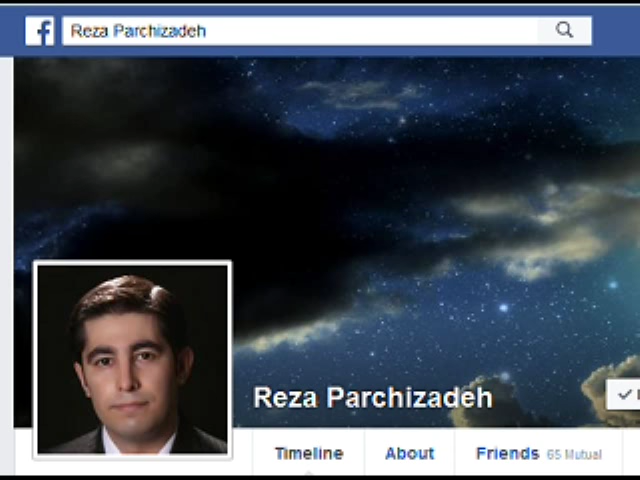 f Reza Parchizadeh
Reza Parchizadeh
Timeline About Friends 65 Mutual